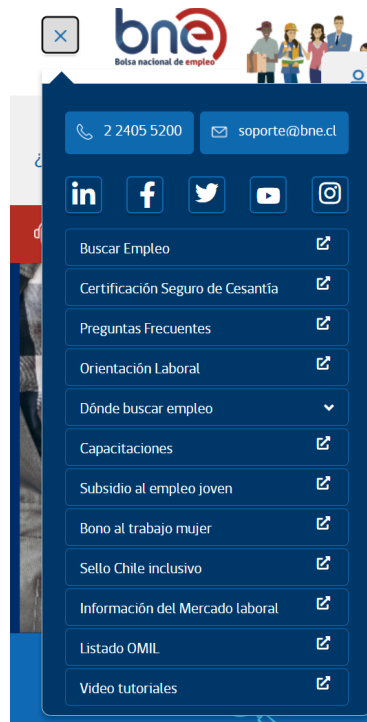 bne
Bolsa nacional de empleo
2 2405 5200
soporte@bne.cl
Buscar Empleo
Certificación Seguro de Cesantía
Preguntas Frecuentes
Orientación Laboral
Dónde buscar empleo
Capacitaciones
Subsidio al empleo joven
Bono al trabajo mujer
Sello Chile inclusivo
Información del Mercado laboral
Listado OMIL
Video tutoriales